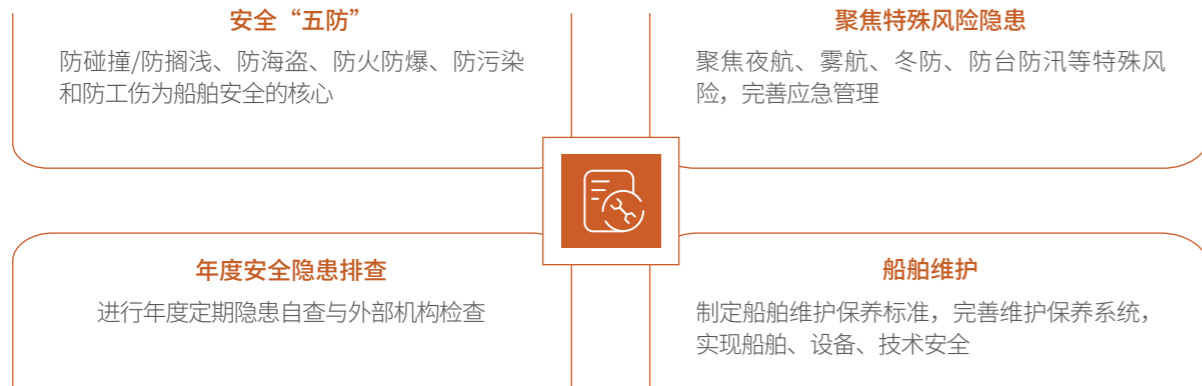 安全“五防”
防碰撞/防搁浅、防海盗、防火防爆、防污染
和防工伤为船舶安全的核心
聚焦特殊风险隐患
聚焦夜航、雾航、冬防、防台防汛等特殊风
险，完善应急管理
年度安全隐患排查
进行年度定期隐患自查与外部机构检查
船舶维护
制定船舶维护保养标准，完善维护保养系统，
实现船舶、设备、技术安全